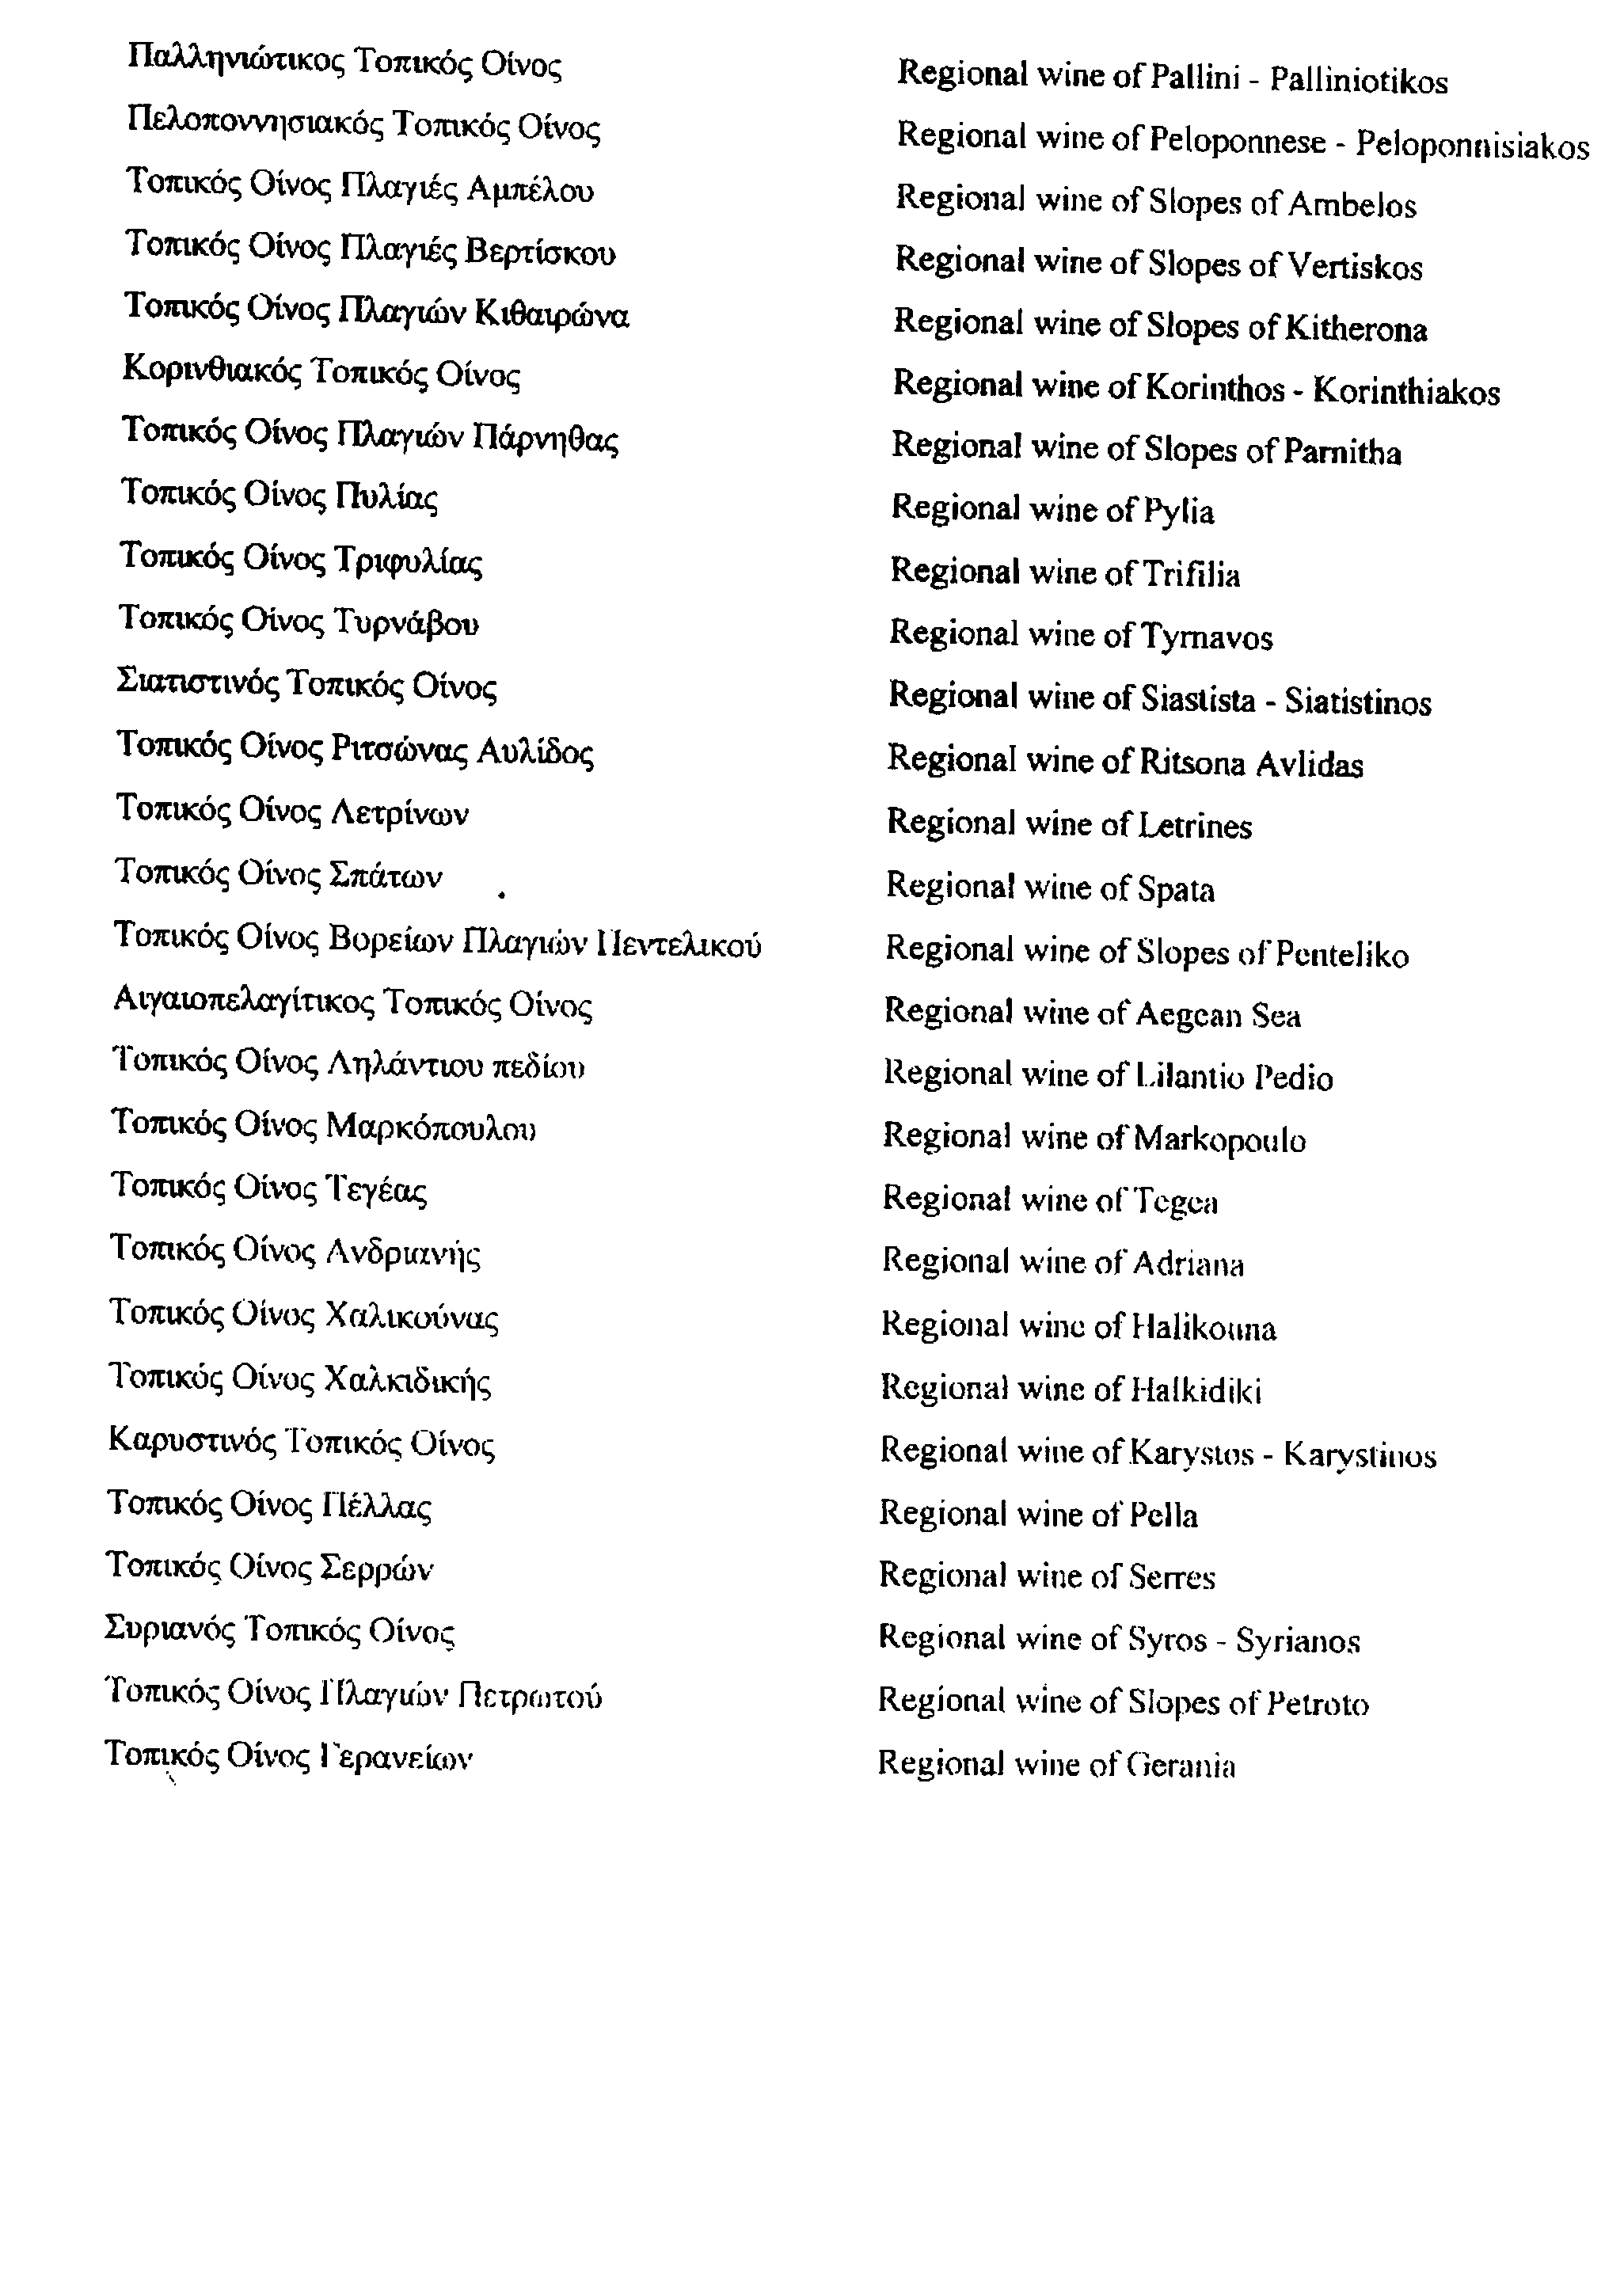 Παλληνιώτικος Τοπικός Οίνος Regional wine of Pallini - Palliniotikos
Πελοποννησιακός Τοπικός Οίνος Regional wine of Peloponnese - Peloponnisiakos
Τοπικός Οίνος Πλαγιές Αμπέλου Regional wine of Slopes of Ambelos
Τοπικός Οίνος Πλαγιές Βερτίσκου Regional wine of Slopes of Vertiskos
Τοπικός Οίνος Πλαγιών Κιθαιρώνα Regional wine of Slopes of Kitherona
Κορινθιακός Τοπικός Οίνος Regional wine of Korinthos - Korinthiakos
Τοπικός Οίνος Πλαγιών Πάρνηθας Regional wine of Slopes of Parnitha
Τοπικός Οίνος Πυλίας Regional wine of Pylia
Τοπικός Οίνος Τριφυλίας Regional wine of Trifilia
Τοπικός Οίνος Τυρνάβου Regional wine of Tyrnavos
Σιατιστινός Τοπικός Οίνος Regional wine of Siastista - Siatistinos
Τοπικός Οίνος Ριτσώνας Αυλίδος Regional wine of Ritsona Avlidas
Τοπικός Οίνος Λετρίνων Regional wine of Letrines
Τοπικός Οίνος Σπάτων Regional wine of Spata
Τοπικός Οίνος Βορείων Πλαγιών Πεντελικού Regional wine of Slopes of Penteliko
Αιγαιοπελαγίτικος Τοπικός Οίνος Regional wine of Aegean Sea
Τοπικός Οίνος Ληλάντιου πεδίου Regional wine of Lilantio Pedio
Τοπικός Οίνος Μαρκόπουλου Regional wine of Markopoulo
Τοπικός Οίνος Τεγέας Regional wine of Tegea
Τοπικός Οίνος Ανδριανής Regional wine of Adriana
Τοπικός Οίνος Χαλικούνας Regional wine of Halikouna
Τοπικός Οίνος Χαλκιδικής Regional wine of Halkidiki
Καρυστινός Τοπικός Οίνος Regional wine of Karystos - Karystinos
Τοπικός Οίνος Πέλλας Regional wine of Pella
Τοπικός Οίνος Σερρών Regional wine of Serres
Συριανός Τοπικός Οίνος Regional wine of Syros - Syrianos
Τοπικός Οίνος Πλαγιών Πετρωτού Regional wine of Slopes of Petroto
Τοπικός Οίνος Γερανείων Regional wine of Gerania